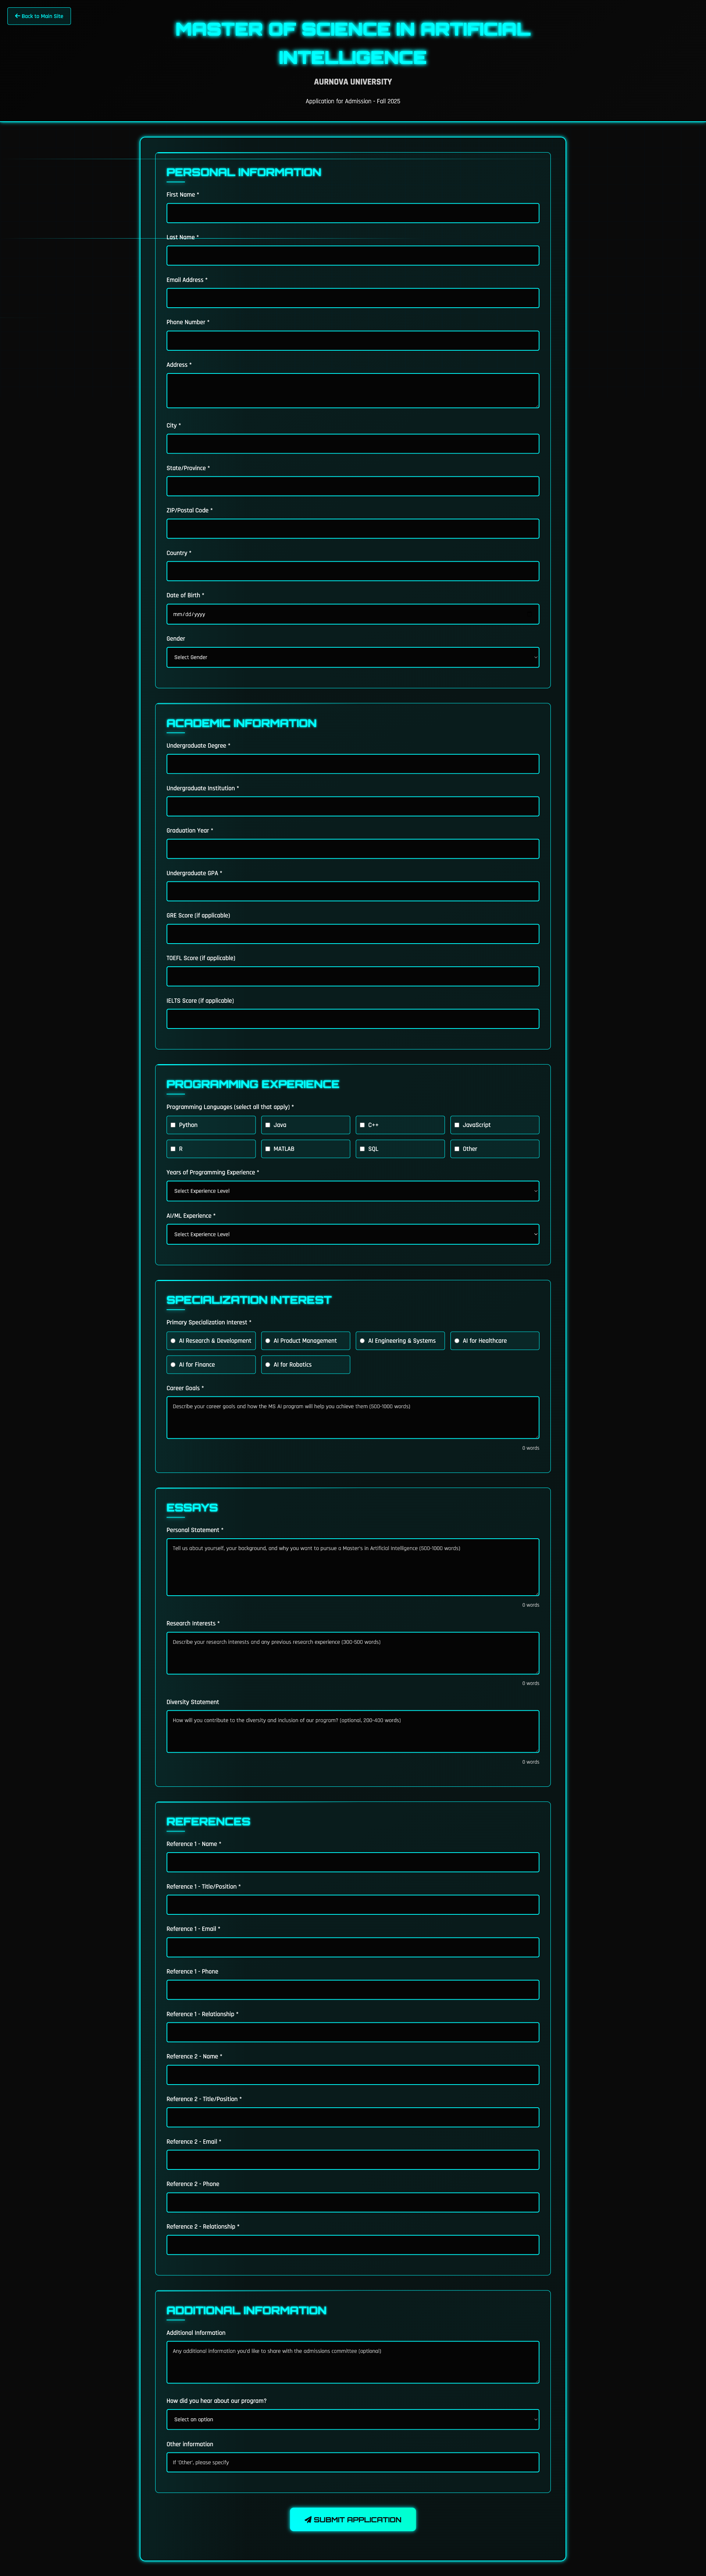 Back to Main Site
MASTER OF SCIENCE IN ARTIFICIAL
INTELLIGENCE
AURNOVA UNIVERSITY
Application for Admission - Fall 2025
PERSONAL INFORMATION
First Name *
Last Name *
Email Address *
Phone Number *
Address *
City *
State/Province *
ZIP/Postal Code *
Country *
Date of Birth *
mm/dd/yyyy
Gender
Select Gender
ACADEMIC INFORMATION
Undergraduate Degree *
Undergraduate Institution *
Graduation Year *
Undergraduate GPA *
GRE Score (if applicable)
TOEFL Score (if applicable)
IELTS Score (if applicable)
PROGRAMMING EXPERIENCE
Programming Languages (select all that apply) *
Python Java C++ JavaScript
R MATLAB SQL Other
Years of Programming Experience *
Select Experience Level
AI/ML Experience *
Select Experience Level
SPECIALIZATION INTEREST
Primary Specialization Interest *
AI Research & Development AI Product Management AI Engineering & Systems AI for Healthcare
AI for Finance AI for Robotics
Career Goals *
Describe your career goals and how the MS AI program will help you achieve them (500-1000 words)
0 words
ESSAYS
Personal Statement *
Tell us about yourself, your background, and why you want to pursue a Master's in Artificial Intelligence (500-1000 words)
0 words
Research Interests *
Describe your research interests and any previous research experience (300-500 words)
0 words
Diversity Statement
How will you contribute to the diversity and inclusion of our program? (optional, 200-400 words)
0 words
REFERENCES
Reference 1 - Name *
Reference 1 - Title/Position *
Reference 1 - Email *
Reference 1 - Phone
Reference 1 - Relationship *
Reference 2 - Name *
Reference 2 - Title/Position *
Reference 2 - Email *
Reference 2 - Phone
Reference 2 - Relationship *
ADDITIONAL INFORMATION
Additional Information
Any additional information you'd like to share with the admissions committee (optional)
How did you hear about our program?
Select an option
Other information
If 'Other', please specify
SUBMIT APPLICATION